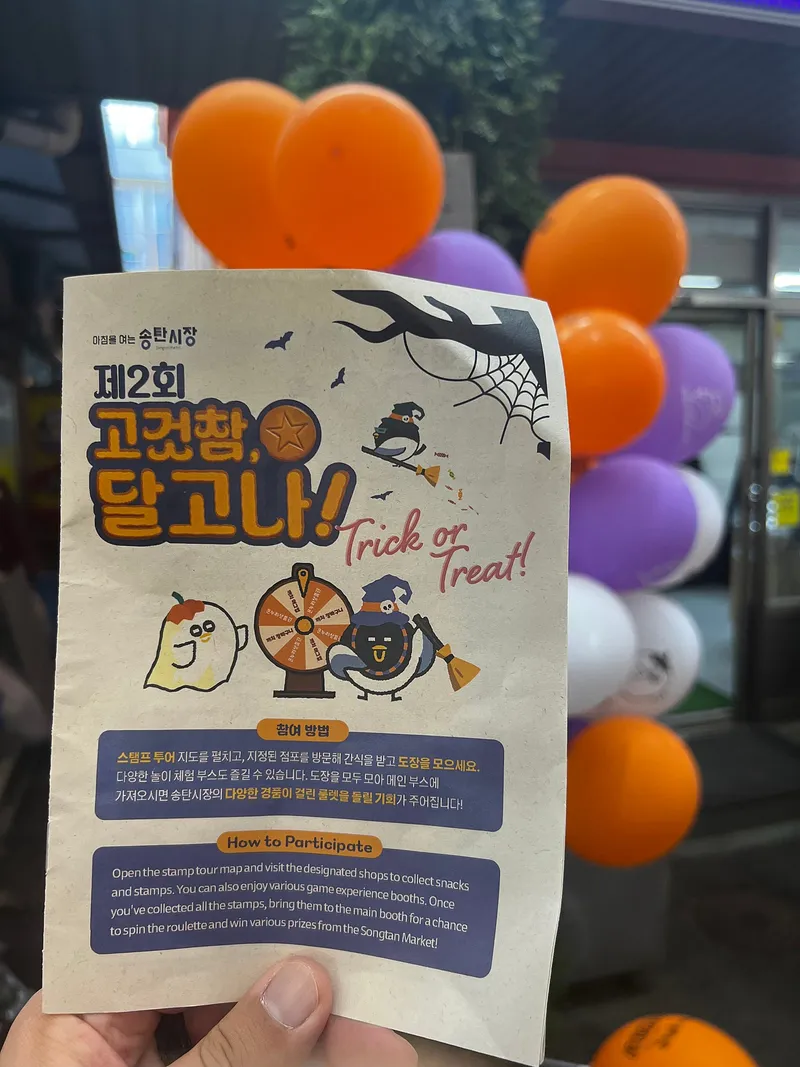 아침을 여는 송탄시장
제2회
고것참,
달고나!
Trick or
Treat!
참여 방법
스탬프 투어 지도를 펼치고, 지정된 점포를 방문해 간식을 받고 도장을 모으세요.
다양한 놀이 체험 부스도 즐길 수 있습니다. 도장을 모두 모아 메인 부스에
가져오시면 송탄시장의 다양한 경품이 걸린 룰렛을 돌릴 기회가 주어집니다!
How to Participate
Open the stamp tour map and visit the designated shops to collect snacks
and stamps. You can also enjoy various game experience booths. Once
you've collected all the stamps, bring them to the main booth for a chance
to spin the roulette and win various prizes from the Songtan Market!